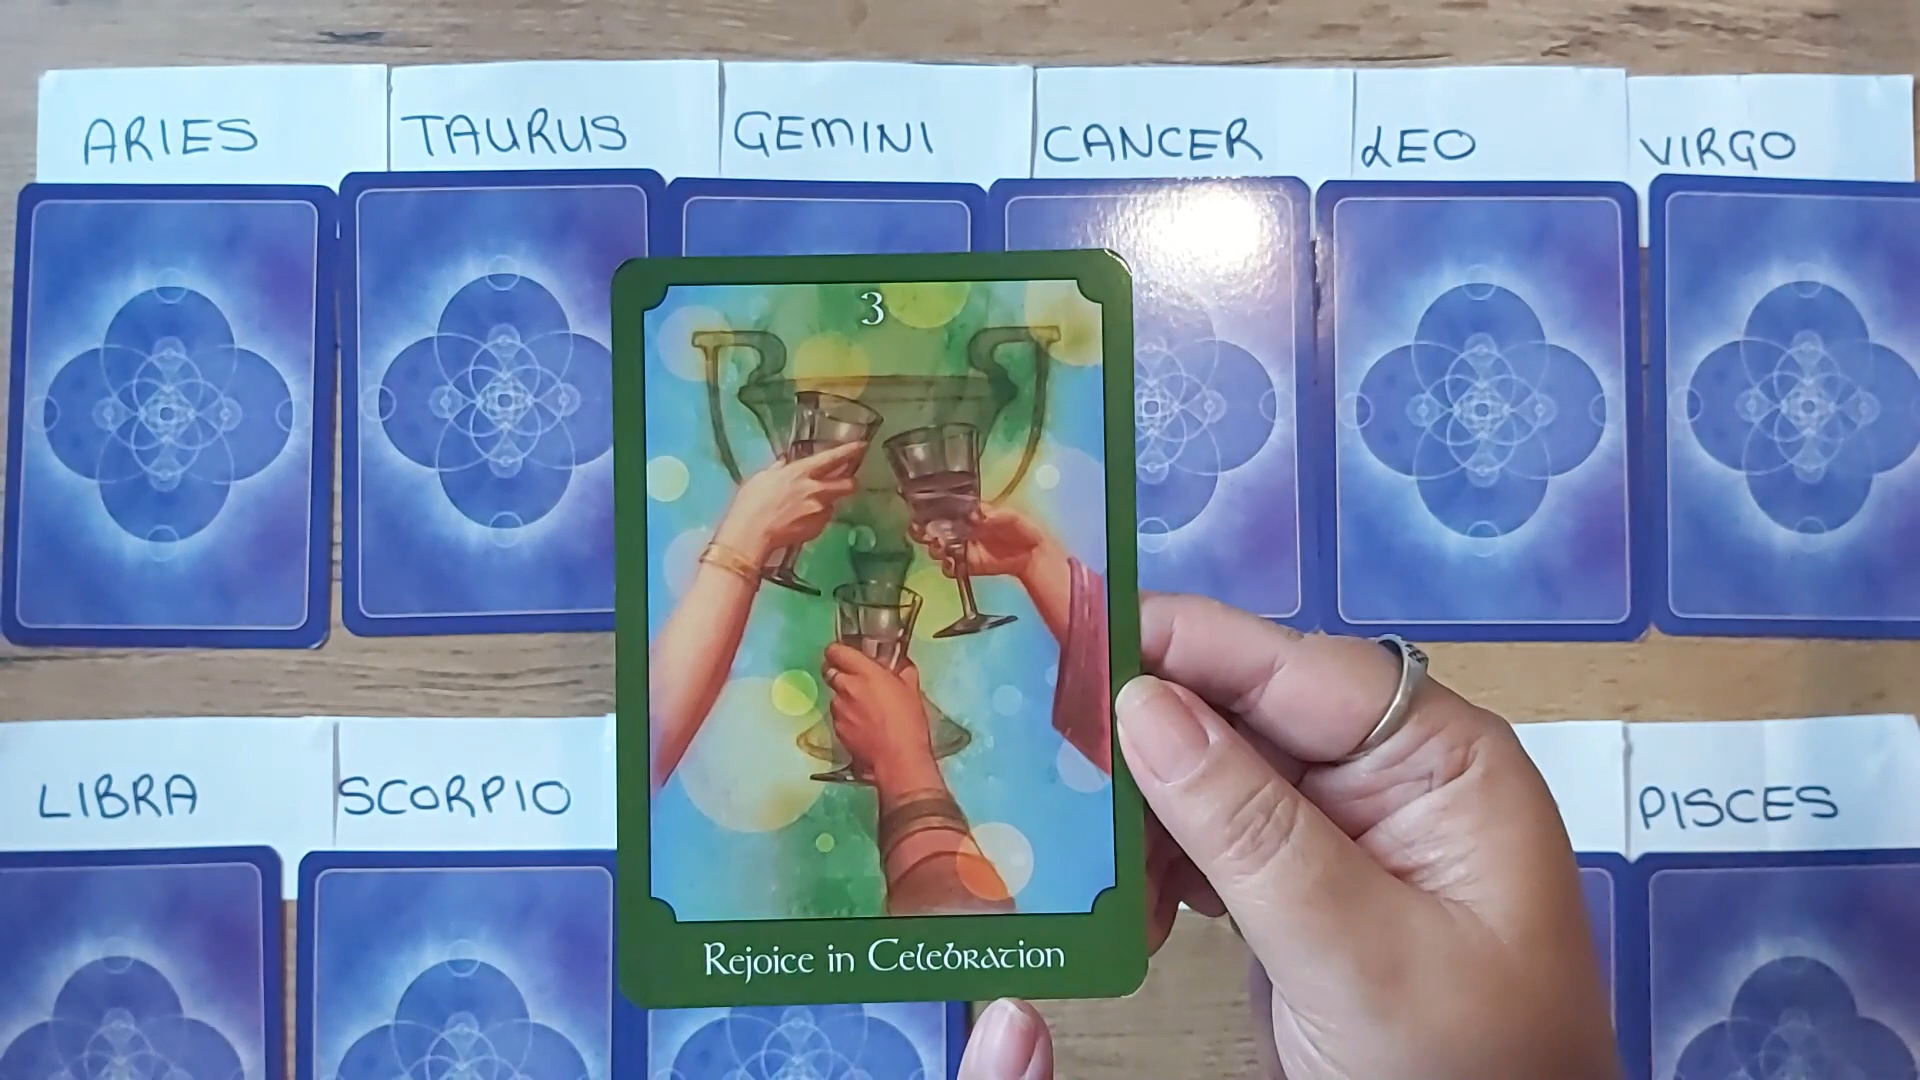 ARIES
TAURUS
GEMINI
CANCER
LEO
VIRGO
3
Rejoice in Celebration
LIBRA
SCORPIO
PISCES